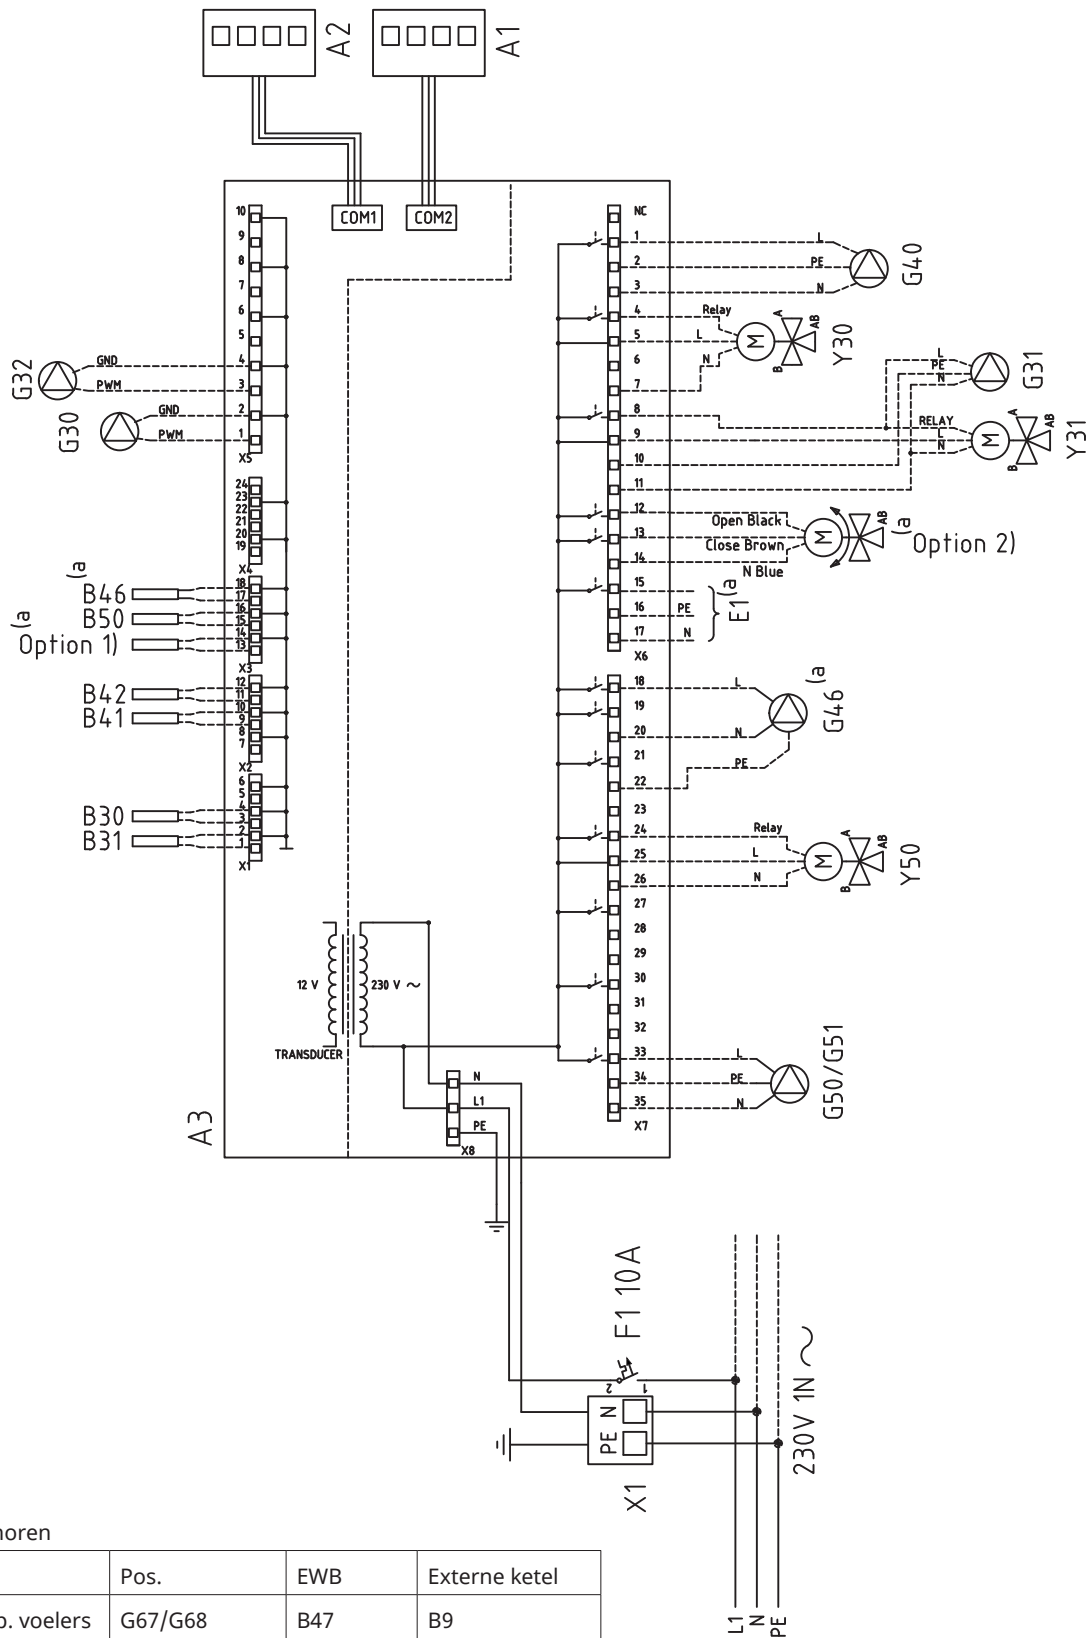 A2
A1
COM1
COM2
10
9
8
7
6
5
4
3
2
1
X5
G32
GND
PWM
G30
GND
PWM
24
23
22
21
20
19
X4
18
17
16
15
14
13
X3
B46
(a
B50
(a
Option 1)
12
11
10
9
8
7
X2
B42
B41
6
5
4
3
2
1
X1
B30
B31
NC
1
2
3
4
5
6
7
8
9
10
11
12
13
14
15
16
17
X6
L
PE
N
G40
Relay
L
N
M
A
AB
B
Y30
L
PE
N
G31
RELAY
L
N
M
A
AB
B
Y31
Open Black
Close Brown
N Blue
M
AB
(a
Option 2)
PE
N
E1
(a
18
19
20
21
22
23
24
25
26
27
28
29
30
31
32
33
34
35
X7
L
N
PE
G46
(a
Relay
L
N
M
A
AB
B
Y50
L
PE
N
G50/G51
12 V
230 V ~
TRANSDUCER
N
L1
PE
X8
A3
F1 10A
2
1
PE N
X1
230V 1N ~
L1
N
PE
horen
Pos. EWB Externe ketel
p. voelers G67/G68 B47 B9